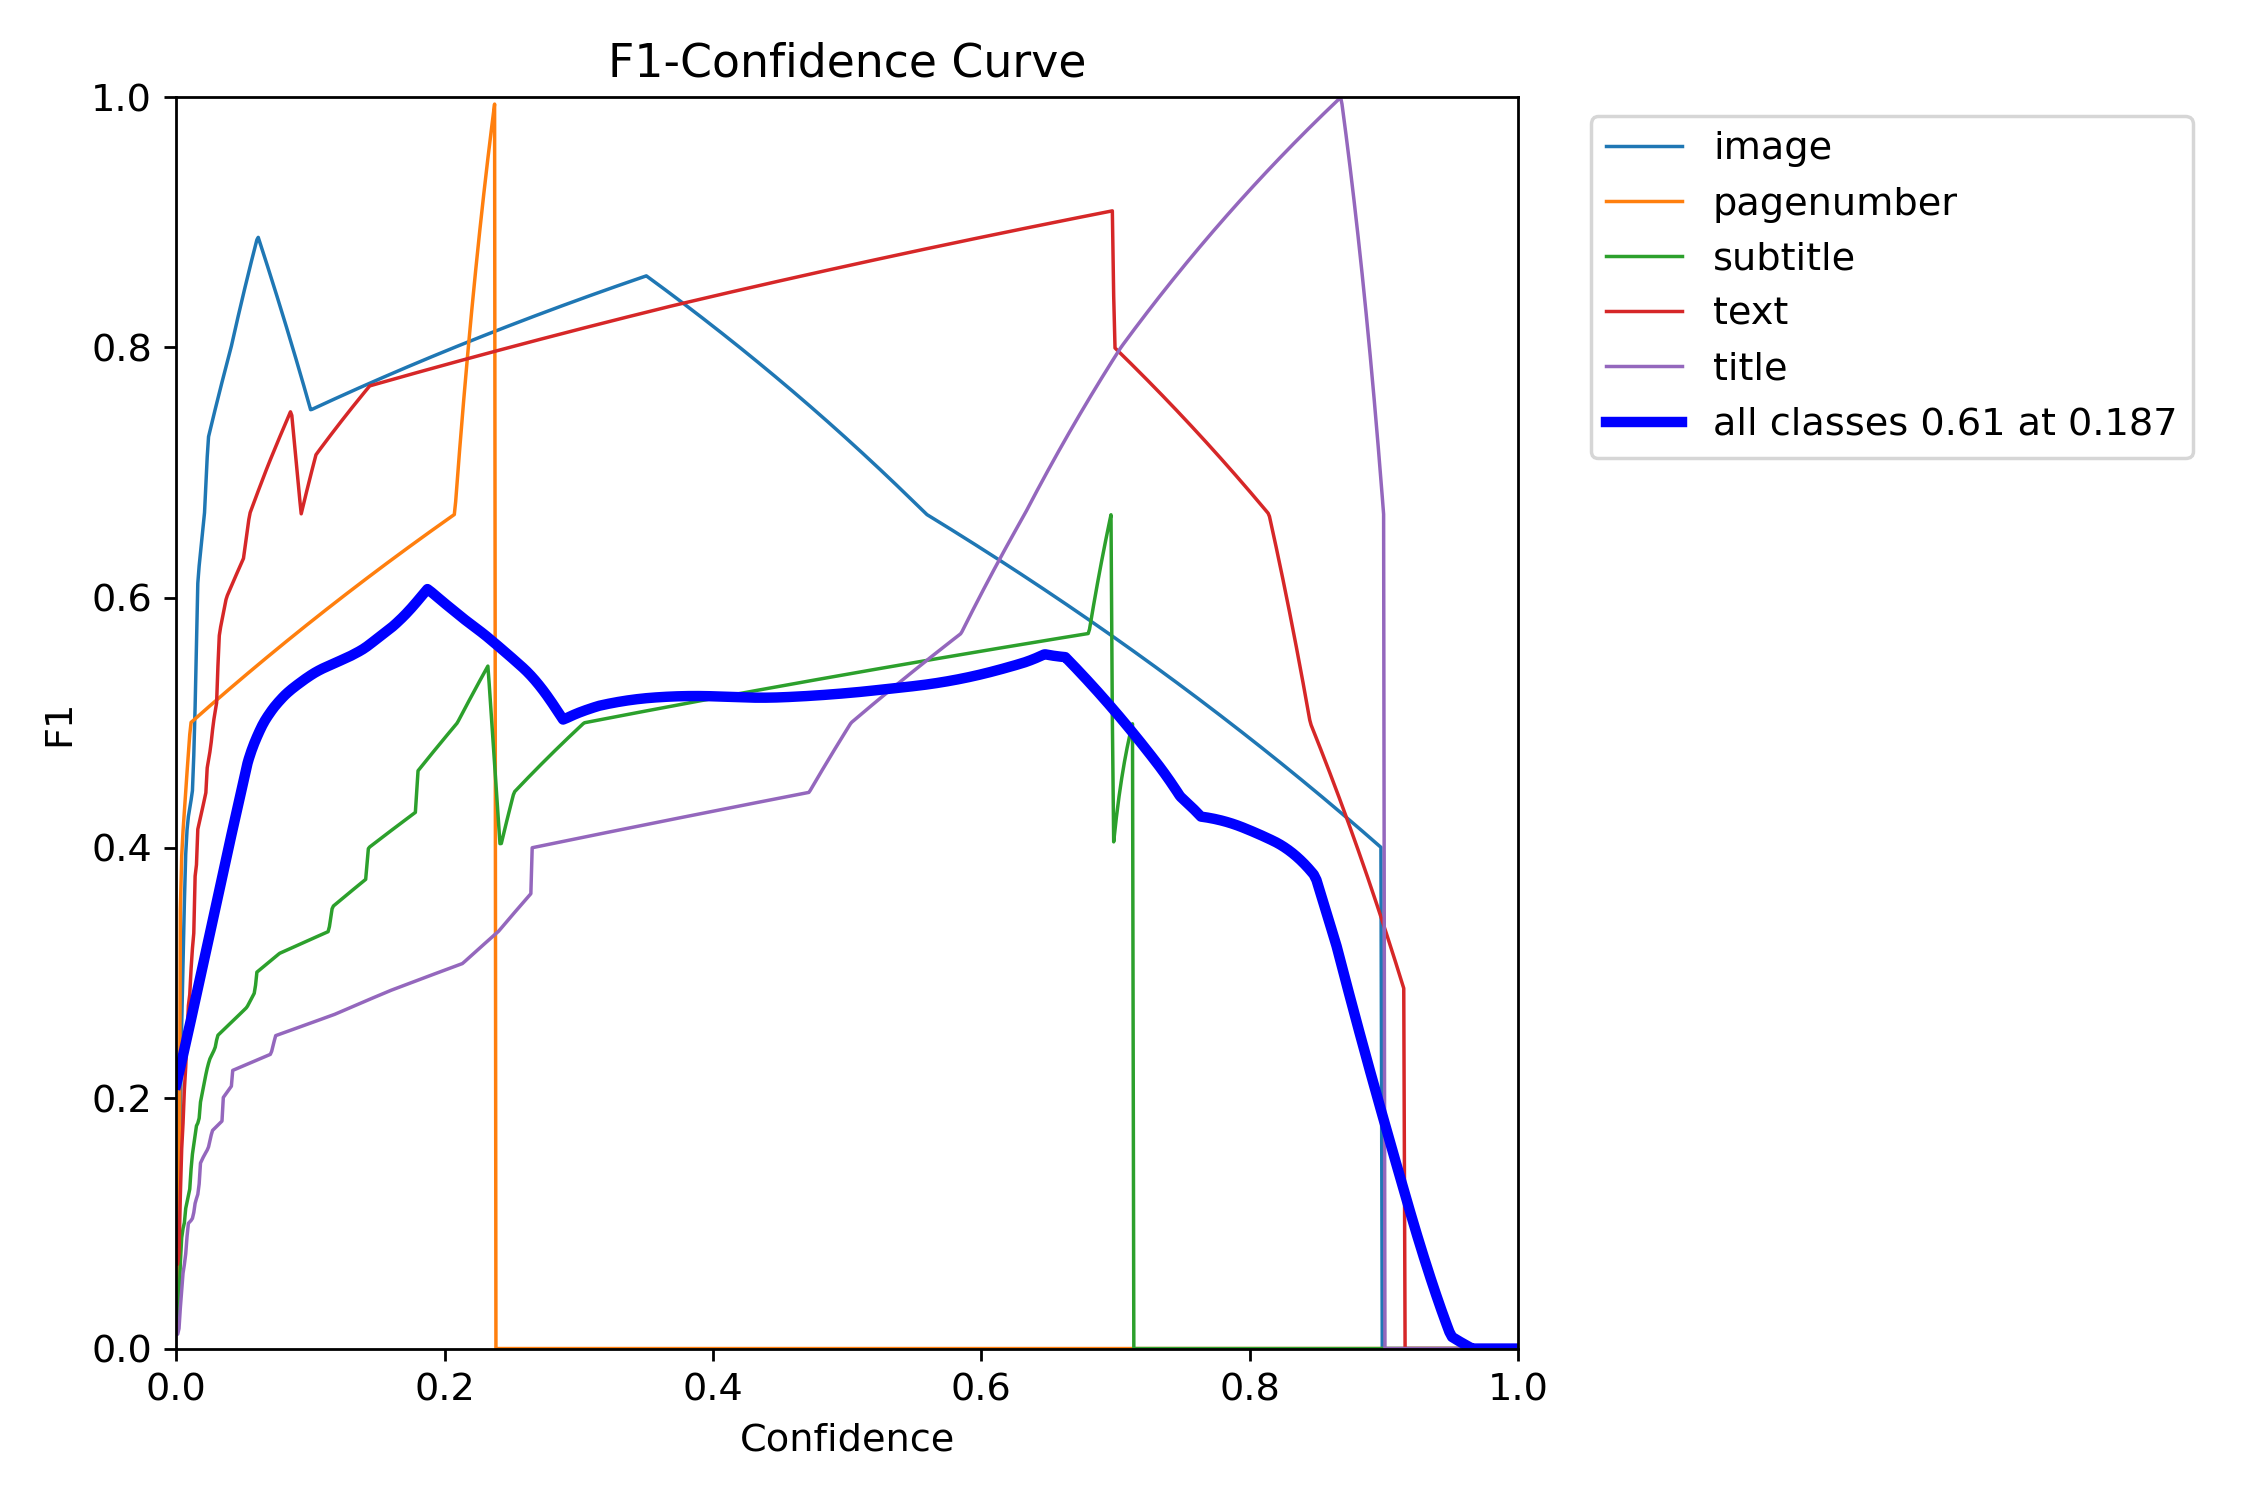 F1-Confidence Curve
1.0
0.8
0.6
0.4
0.2
0.0
F1
0.0 0.2 0.4 0.6 0.8 1.0
Confidence
image
pagenumber
subtitle
text
title
all classes 0.61 at 0.187